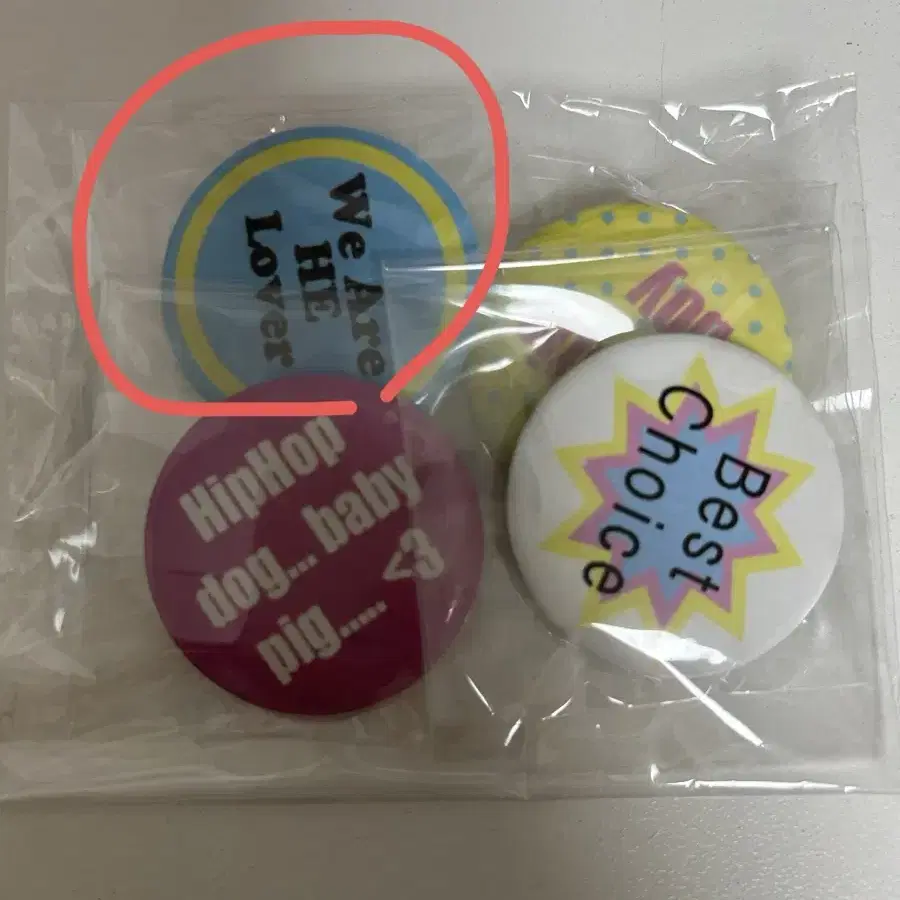 We Are
HE
Lover
HipHop
dog... baby
pig..... <3
Best
Choice